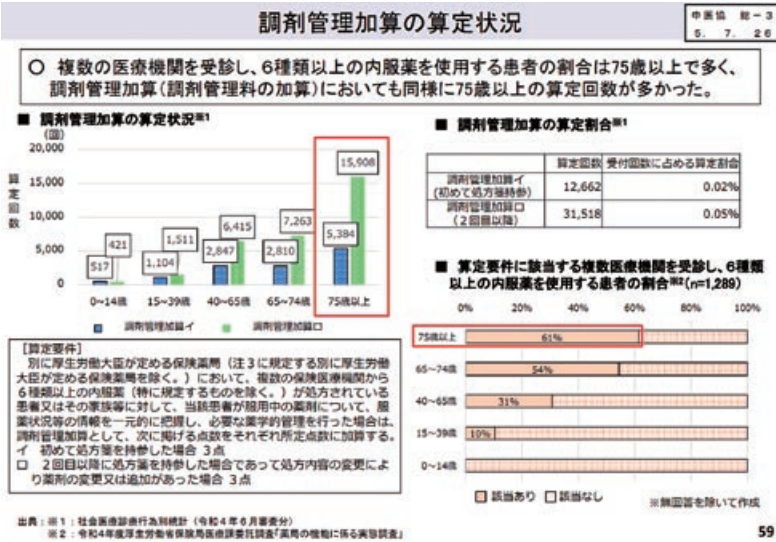 調剤管理加算の算定状況
中医協 総－3
5．7．26
○ 複数の医療機関を受診し、6種類以上の内服薬を使用する患者の割合は75歳以上で多く、
調剤管理加算(調剤管理料の加算)においても同様に75歳以上の算定回数が多かった。
■ 調剤管理加算の算定状況※1
(回)
算定回数
20,000
15,000
10,000
5,000
0
517
421
1,104
1,511
2,847
6,415
2,810
7,263
5,384
15,908
0～14歳 15～39歳 40～65歳 65～74歳 75歳以上
調剤管理加算イ 調剤管理加算ロ
■ 調剤管理加算の算定割合※1
算定回数 受付回数に占める算定割合
調剤管理加算イ
(初めて処方箋持参) 12,662 0.02%
調剤管理加算ロ
(2回目以降) 31,518 0.05%
■ 算定要件に該当する複数医療機関を受診し、6種類
以上の内服薬を使用する患者の割合※2(n=1,289)
0% 20% 40% 60% 80% 100%
75歳以上 61%
65～74歳 54%
40～65歳 31%
15～39歳 10%
0～14歳
該当あり 該当なし
※無回答を除いて作成
［算定要件］
別に厚生労働大臣が定める保険薬局（注3に規定する別に厚生労働
大臣が定める保険薬局を除く。）において、複数の保険医療機関から
6種類以上の内服薬（特に規定するものを除く。）が処方されている
患者又はその家族等に対して、当該患者が服用中の薬剤について、服
薬状況等の情報を一元的に把握し、必要な薬学的管理を行った場合は、
調剤管理加算として、次に掲げる点数をそれぞれ所定点数に加算する。
イ 初めて処方箋を持参した場合 3点
ロ 2回目以降に処方箋を持参した場合であって処方内容の変更によ
り薬剤の変更又は追加があった場合 3点
出典：※1：社会医療診療行為別統計（令和4年6月審査分）
※2：令和4年度厚生労働省保険局医療課委託調査「薬局の機能に係る実態調査」
59